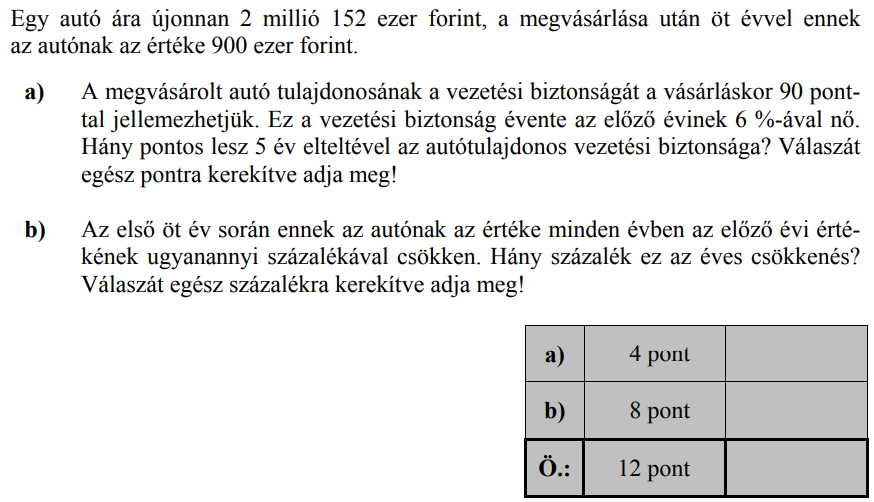 Egy autó ára újonnan 2 millió 152 ezer forint, a megvásárlása után öt évvel ennek
az autónak az értéke 900 ezer forint.
a) A megvásárolt autó tulajdonosának a vezetési biztonságát a vásárláskor 90 pont-
tal jellemezhetjük. Ez a vezetési biztonság évente az előző évinek 6 %-ával nő.
Hány pontos lesz 5 év elteltével az autótulajdonos vezetési biztonsága? Válaszát
egész pontra kerekítve adja meg!
b) Az első öt év során ennek az autónak az értéke minden évben az előző évi érté-
kének ugyanannyi százalékával csökken. Hány százalék ez az éves csökkenés?
Válaszát egész százalékra kerekítve adja meg!
a) 4 pont
b) 8 pont
Ö.: 12 pont